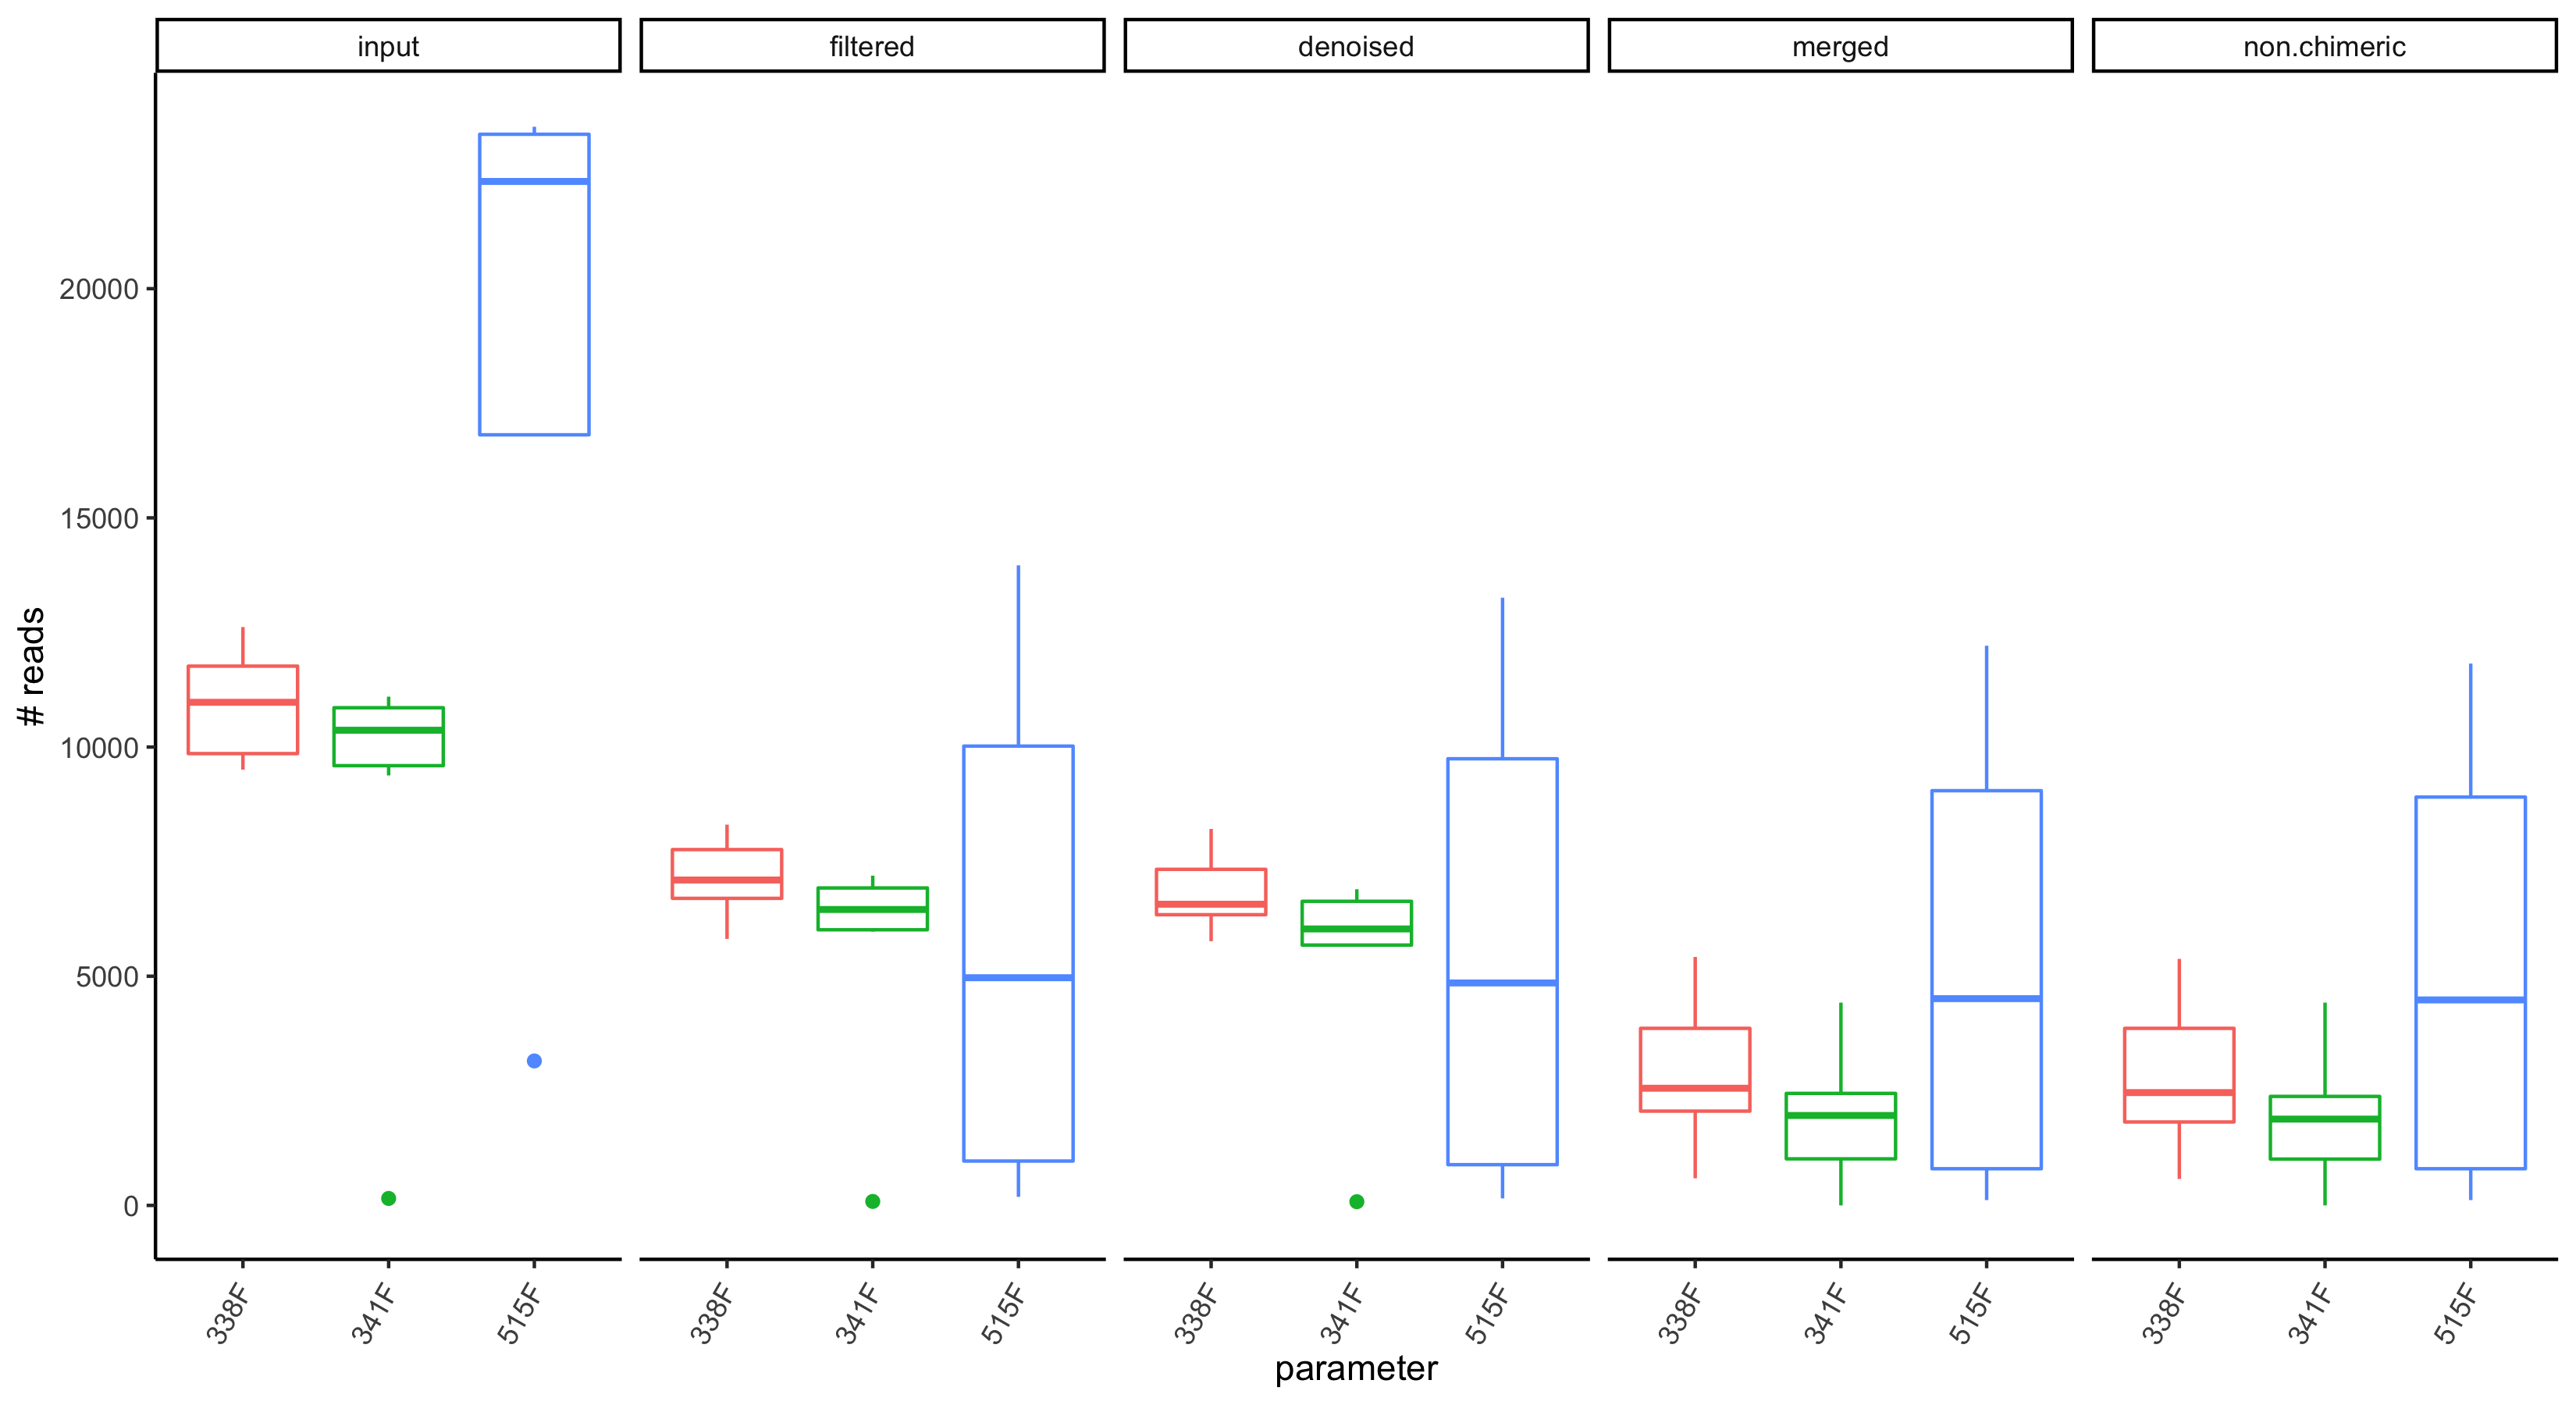 input filtered denoised merged non.chimeric
# reads
20000
15000
10000
5000
0
338F 341F 515F 338F 341F 515F 338F 341F 515F 338F 341F 515F 338F 341F 515F
parameter